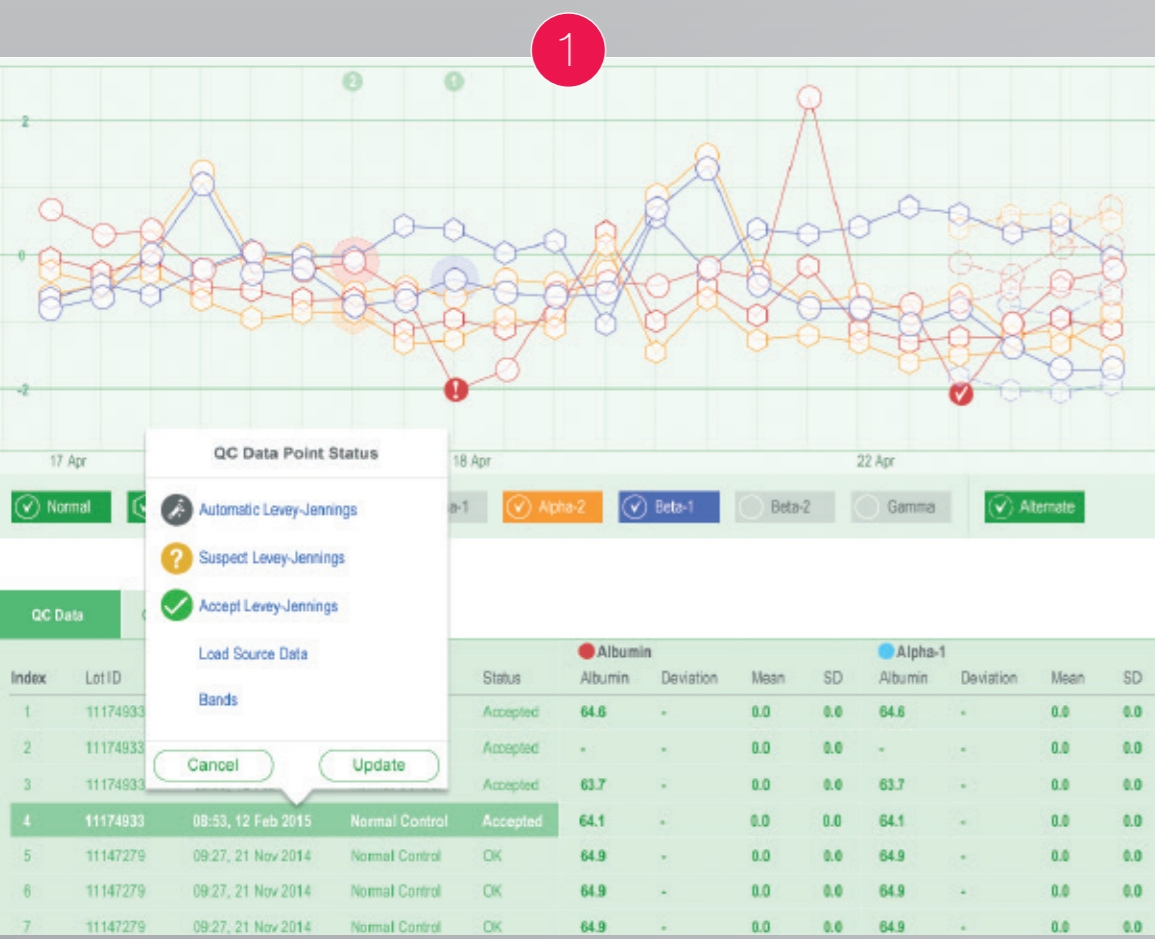 1
2 1
2
0
-2
17 Apr 18 Apr 22 Apr
QC Data Point Status
Automatic Levey-Jennings
Suspect Levey-Jennings
Accept Levey-Jennings
Load Source Data
Bands
Cancel Update
Normal a-1 Alpha-2 Beta-1 Beta-2 Gamma Alternate
QC Data
Albumin Alpha-1
Index Lot ID Status Albumin Deviation Mean SD Albumin Deviation Mean SD
1 11174933 Accepted 64.6 - 0.0 0.0 64.6 - 0.0 0.0
2 11174933 Accepted - - 0.0 0.0 - - 0.0 0.0
3 11174933 Accepted 63.7 - 0.0 0.0 63.7 - 0.0 0.0
4 11174933 08:53, 12 Feb 2015 Normal Control Accepted 64.1 - 0.0 0.0 64.1 - 0.0 0.0
5 11147279 09:27, 21 Nov 2014 Normal Control OK 64.9 - 0.0 0.0 64.9 - 0.0 0.0
6 11147279 09:27, 21 Nov 2014 Normal Control OK 64.9 - 0.0 0.0 64.9 - 0.0 0.0
7 11147279 09:27, 21 Nov 2014 Normal Control OK 64.9 - 0.0 0.0 64.9 - 0.0 0.0